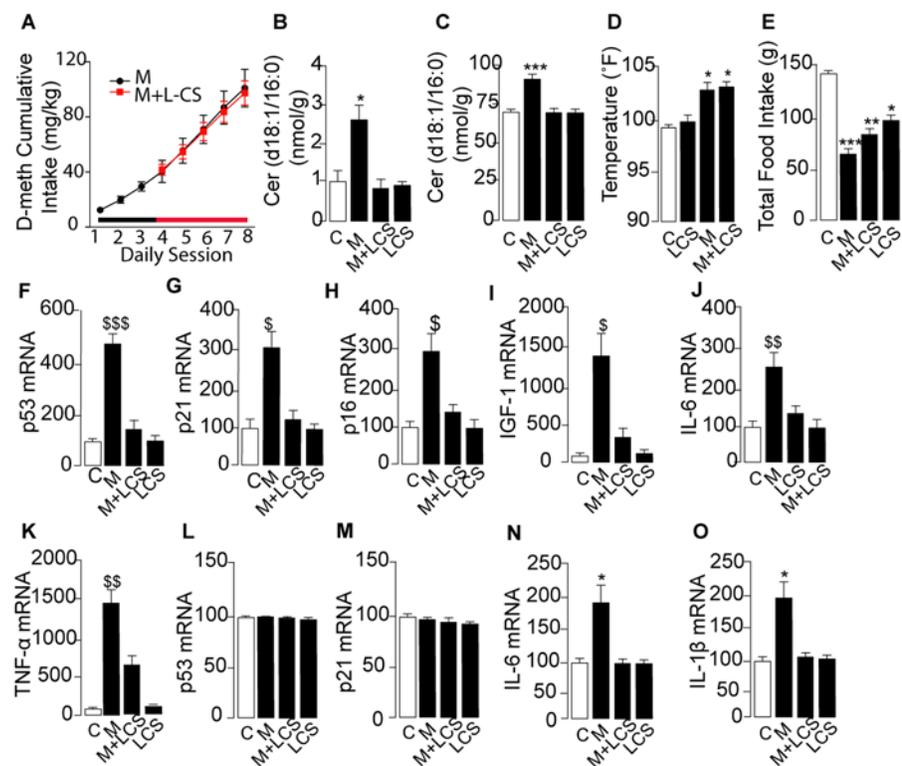 A
D-meth Cumulative
Intake (mg/kg)
120
80
40
0
M
M+L-CS
1 2 3 4 5 6 7 8
Daily Session
B
Cer (d18:1/16:0)
(nmol/g)
4
3
2
1
0
*
C M M+LCS LCS
C
Cer (d18:1/16:0)
(nmol/g)
100
75
50
25
0
***
C M M+LCS LCS
D
Temperature (˚F)
105
100
95
90
* *
C LCS M M+LCS
E
Total Food Intake (g)
150
100
50
0
*** ** *
C M M+LCS LCS
F
p53 mRNA
600
400
200
0
$$$
C M M+LCS LCS
G
p21 mRNA
400
300
200
100
0
$
C M M+LCS LCS
H
p16 mRNA
400
300
200
100
0
$
C M M+LCS LCS
I
IGF-1 mRNA
2000
1500
1000
500
0
$
C M M+LCS LCS
J
IL-6 mRNA
400
300
200
100
0
$$
C M LCS M+LCS
K
TNF-α mRNA
2000
1500
1000
500
0
$$
C M M+LCS LCS
L
p53 mRNA
150
100
50
0
C M M+LCS LCS
M
p21 mRNA
150
100
50
0
C M M+LCS LCS
N
IL-6 mRNA
250
200
150
100
50
0
*
C M M+LCS LCS
O
IL-1β mRNA
250
200
150
100
50
0
*
C M M+LCS LCS